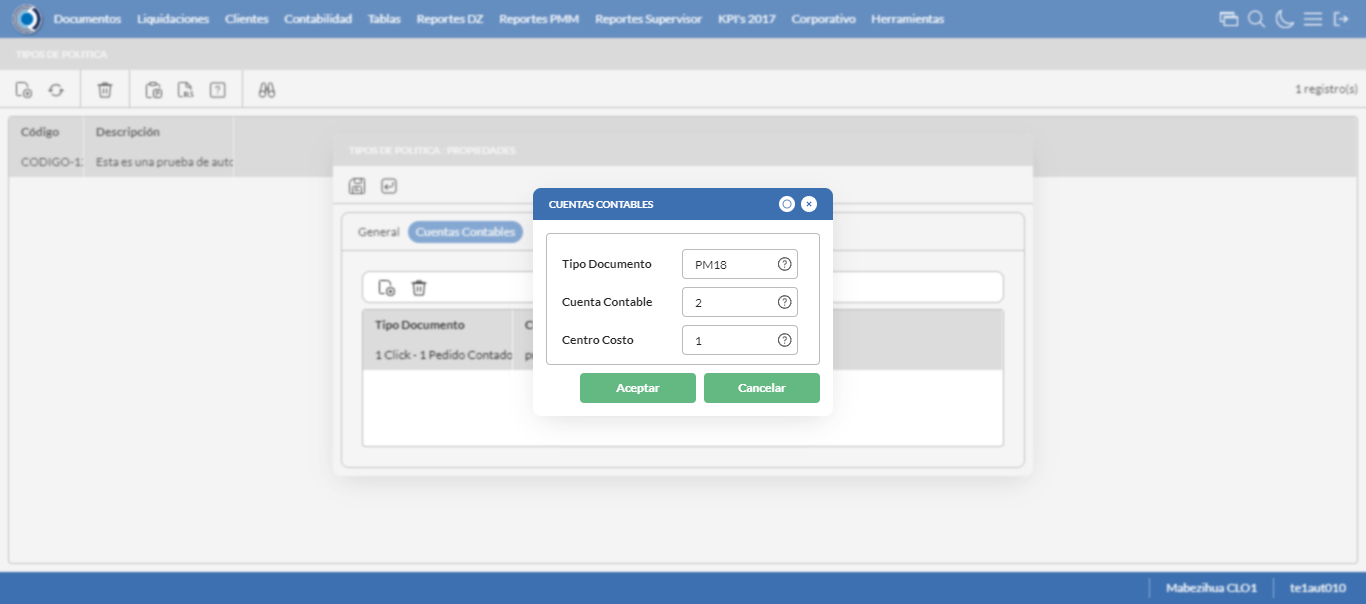 Documentos Liquidaciones Clientes Contabilidad Tablas Reportes DZ Reportes PMM Reportes Supervisor KPI's 2017 Corporativo Herramientas
TIPOS DE POLITICA
1 registro(s)
Código Descripción
CODIGO-1 Esta es una prueba de auto
TIPOS DE POLITICA : PROPIEDADES
CUENTAS CONTABLES
General Cuentas Contables
Tipo Documento PM18
Cuenta Contable 2
Centro Costo 1
Tipo Documento C
1 Click - 1 Pedido Contado
Aceptar Cancelar
Mabezihua CLO1 te1aut010